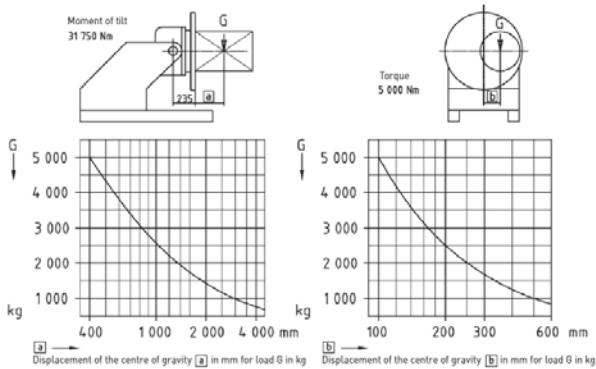 Moment of tilt
31 750 Nm
G
235 a
G
Torque
5 000 Nm
b
G
5 000
4 000
3 000
2 000
1 000
kg
400 1 000 2 000 4 000 mm
a
Displacement of the centre of gravity a in mm for load G in kg
G
5 000
4 000
3 000
2 000
1 000
kg
100 200 300 600 mm
b
Displacement of the centre of gravity b in mm for load G in kg